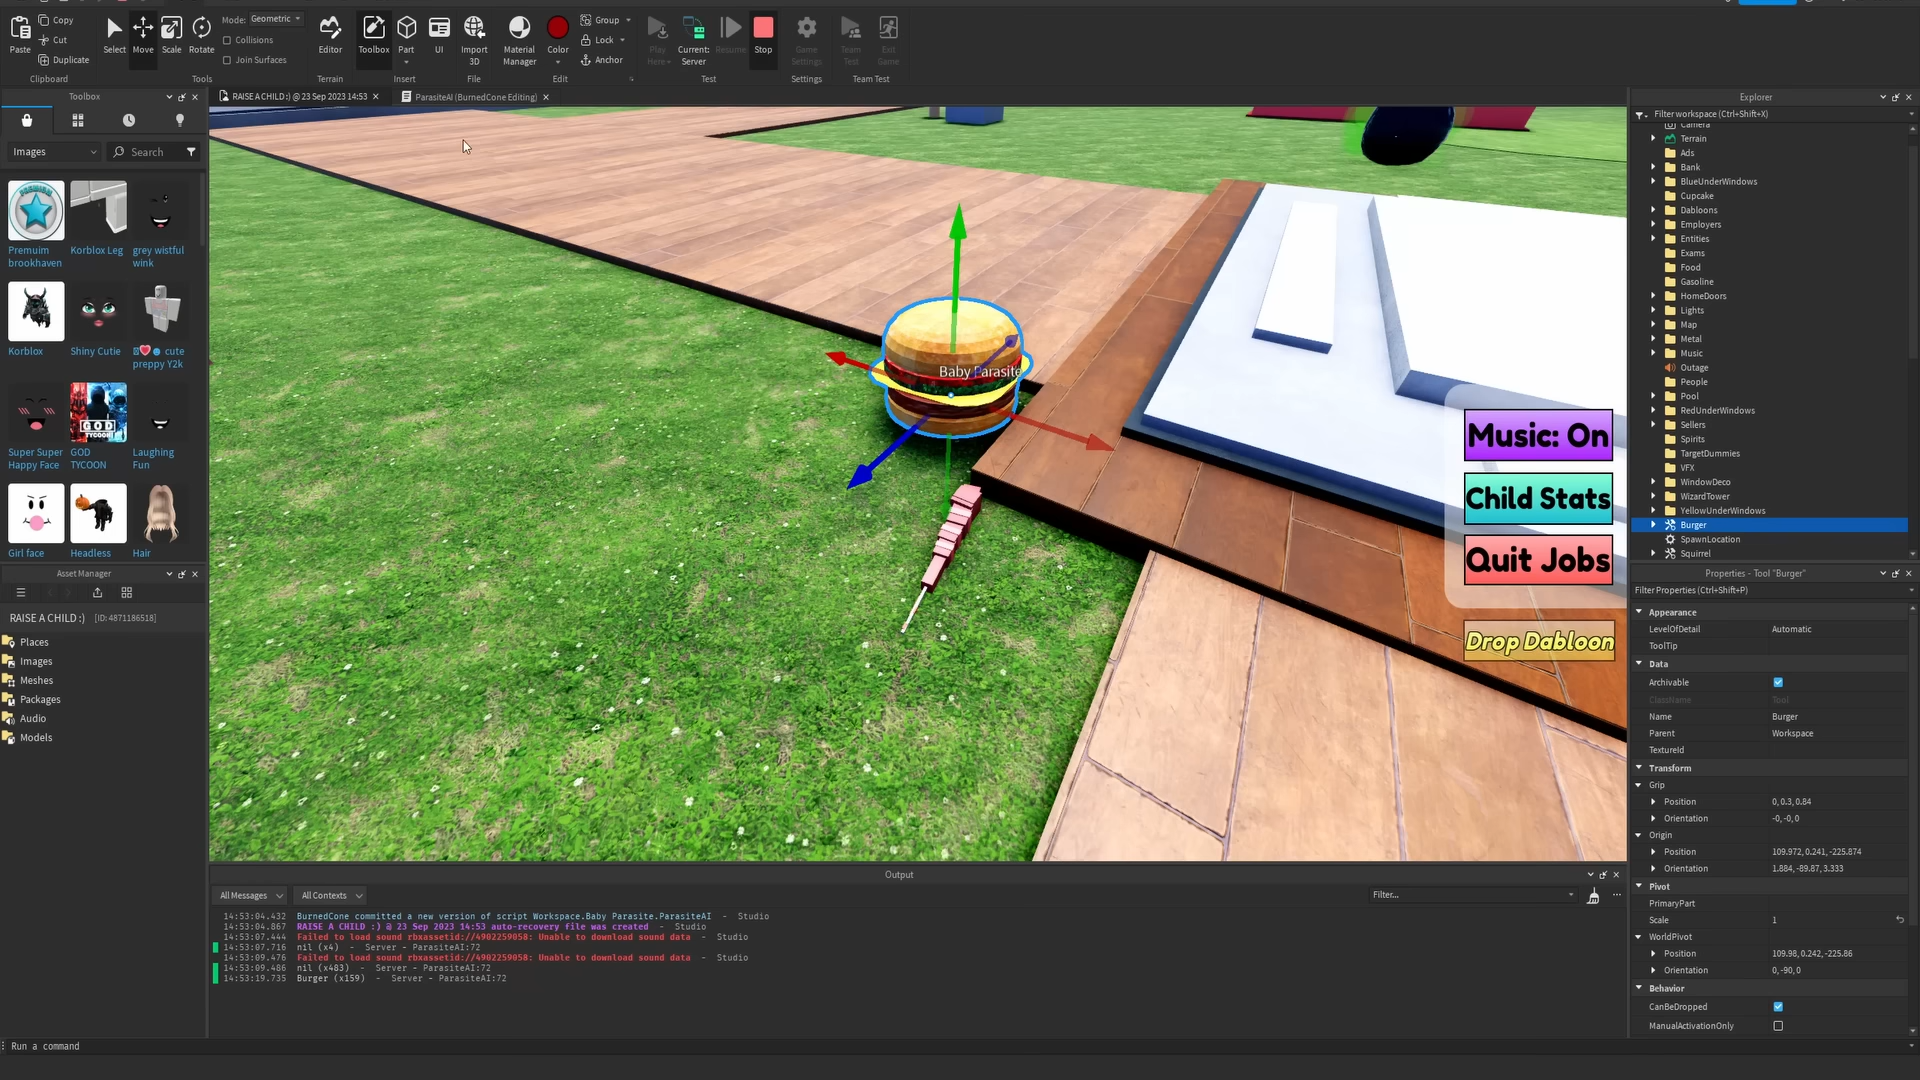 Paste
Copy
Cut
Duplicate
Clipboard
Select
Move
Scale
Rotate
Mode: Geometric
Collisions
Join Surfaces
Tools
Editor
Terrain
Toolbox
Part
UI
Insert
Import
3D
File
Material
Manager
Color
Group
Lock
Anchor
Edit
Play
Here
Current:
Server
Resume
Stop
Test
Game
Settings
Settings
Team
Test
Exit
Game
Team Test
Toolbox
RAISE A CHILD :) @ 23 Sep 2023 14:53
ParasiteAI (BurnedCone Editing)
Images
Search
Premuim
brookhaven
Korblox Leg
grey wistful
wink
Korblox
Shiny Cutie
cute
preppy Y2k
Super Super
Happy Face
GOD
TYCOON
GOD
TYCOON
Laughing
Fun
Girl face
Headless
Hair
Asset Manager
RAISE A CHILD :) [ID: 4871186518]
Places
Images
Meshes
Packages
Audio
Models
Baby Parasite
Music: On
Child Stats
Quit Jobs
Drop Dabloon
Output
All Messages
All Contexts
Filter...
14:53:04.432 BurnedCone committed a new version of script Workspace.Baby Parasite.ParasiteAI - Studio
14:53:04.867 RAISE A CHILD :) @ 23 Sep 2023 14:53 auto-recovery file was created - Studio
14:53:07.444 Failed to load sound rbxassetid://4902259058: Unable to download sound data - Studio
14:53:07.716 nil (x4) - Server - ParasiteAI:72
14:53:09.476 Failed to load sound rbxassetid://4902259058: Unable to download sound data - Studio
14:53:09.486 nil (x483) - Server - ParasiteAI:72
14:53:19.735 Burger (x159) - Server - ParasiteAI:72
Run a command
Explorer
Filter workspace (Ctrl+Shift+X)
Camera
Terrain
Ads
Bank
BlueUnderWindows
Cupcake
Dabloons
Employers
Entities
Exams
Food
Gasoline
HomeDoors
Lights
Map
Metal
Music
Outage
People
Pool
RedUnderWindows
Sellers
Spirits
TargetDummies
VFX
WindowDeco
WizardTower
YellowUnderWindows
Burger
SpawnLocation
Squirrel
Properties - Tool "Burger"
Filter Properties (Ctrl+Shift+P)
Appearance
LevelOfDetail Automatic
ToolTip
Data
Archivable
ClassName Tool
Name Burger
Parent Workspace
TextureId
Transform
Grip
Position 0, 0.3, 0.84
Orientation -0, -0, 0
Origin
Position 109.972, 0.241, -225.874
Orientation 1.884, -89.87, 3.333
Pivot
PrimaryPart
Scale 1
WorldPivot
Position 109.98, 0.242, -225.86
Orientation 0, -90, 0
Behavior
CanBeDropped
ManualActivationOnly